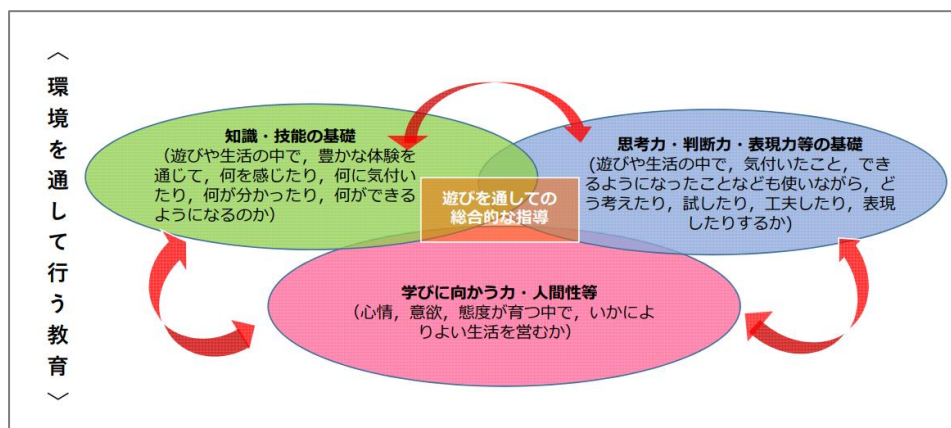 〈環境を通して行う教育〉
知識・技能の基礎
(遊びや生活の中で，豊かな体験を
通じて，何を感じたり，何に気付い
たり，何が分かったり，何ができる
ようになるのか)
思考力・判断力・表現力等の基礎
(遊びや生活の中で，気付いたこと，でき
るようになったことなども使いながら，ど
う考えたり，試したり，工夫したり，表現
したりするか)
遊びを通しての
総合的な指導
学びに向かう力・人間性等
(心情，意欲，態度が育つ中で，いかによ
りよい生活を営むか)